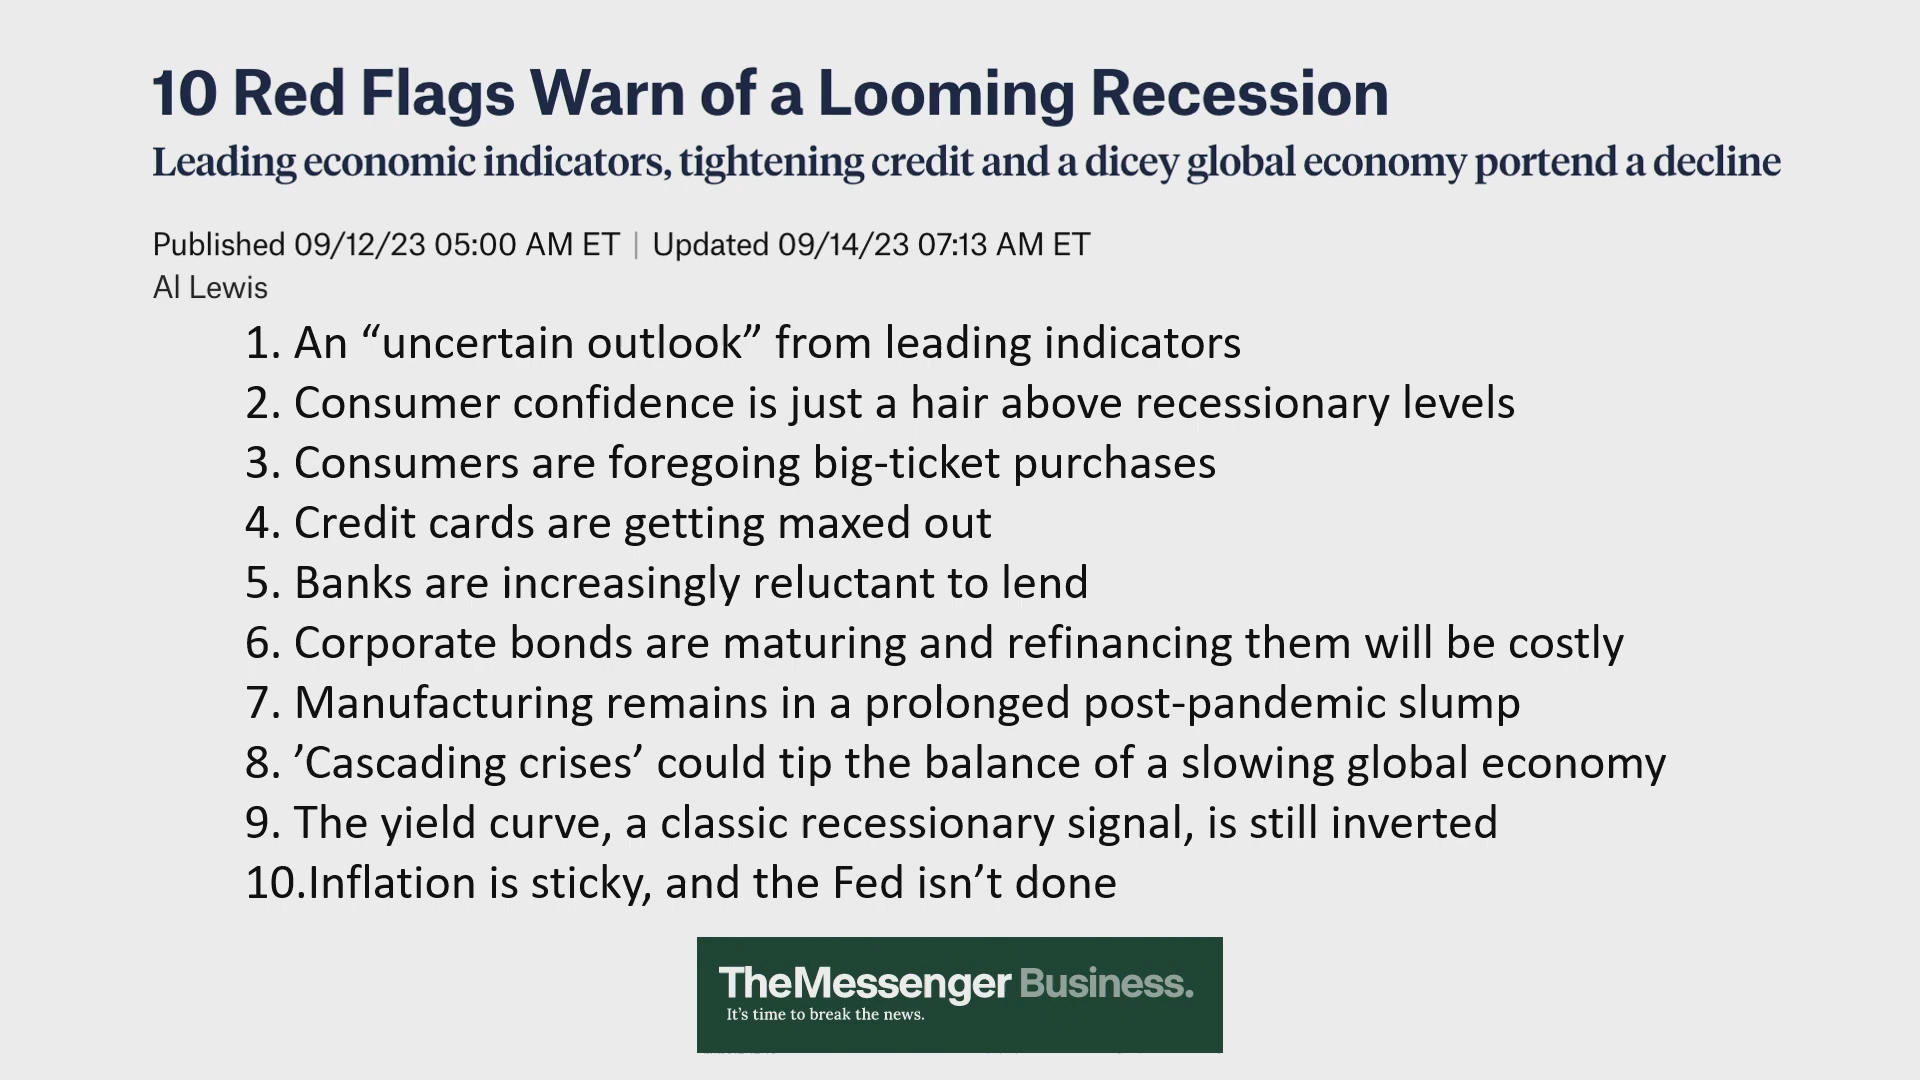 10 Red Flags Warn of a Looming Recession
Leading economic indicators, tightening credit and a dicey global economy portend a decline
Published 09/12/23 05:00 AM ET | Updated 09/14/23 07:13 AM ET
Al Lewis
1. An “uncertain outlook” from leading indicators
2. Consumer confidence is just a hair above recessionary levels
3. Consumers are foregoing big-ticket purchases
4. Credit cards are getting maxed out
5. Banks are increasingly reluctant to lend
6. Corporate bonds are maturing and refinancing them will be costly
7. Manufacturing remains in a prolonged post-pandemic slump
8. ’Cascading crises’ could tip the balance of a slowing global economy
9. The yield curve, a classic recessionary signal, is still inverted
10.Inflation is sticky, and the Fed isn’t done
TheMessenger Business.
It’s time to break the news.